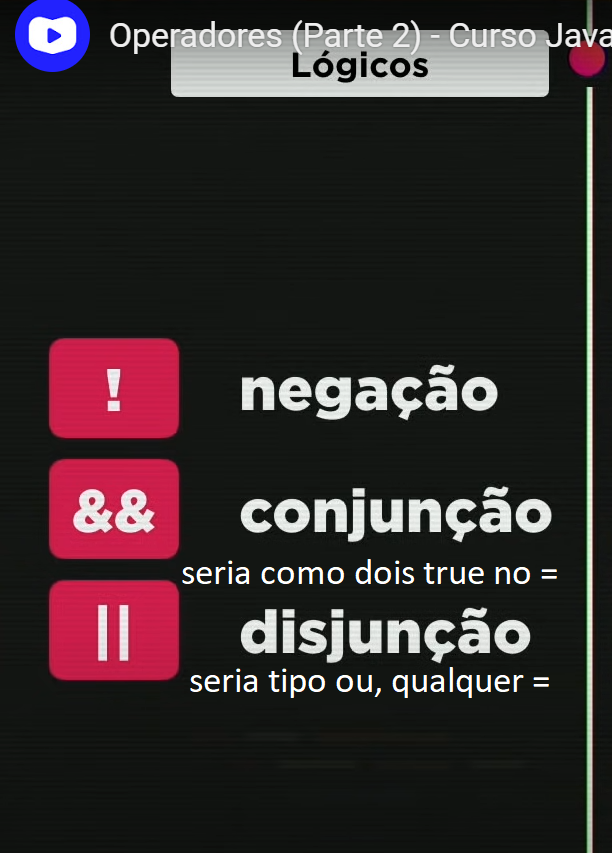 Operadores (Parte 2) - Curso Java
Lógicos
! negação
&& conjunção
seria como dois true no =
|| disjunção
seria tipo ou, qualquer =